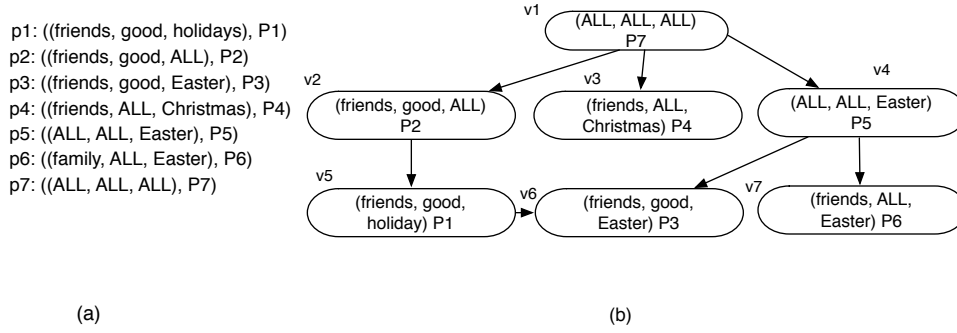 p1: ((friends, good, holidays), P1)
p2: ((friends, good, ALL), P2)
p3: ((friends, good, Easter), P3)
p4: ((friends, ALL, Christmas), P4)
p5: ((ALL, ALL, Easter), P5)
p6: ((family, ALL, Easter), P6)
p7: ((ALL, ALL, ALL), P7)
(a)
v1
(ALL, ALL, ALL)
P7
v2
(friends, good, ALL)
P2
v3
(friends, ALL,
Christmas) P4
v4
(ALL, ALL, Easter)
P5
v5
(friends, good,
holiday) P1
v6
(friends, good,
Easter) P3
v7
(friends, ALL,
Easter) P6
(b)